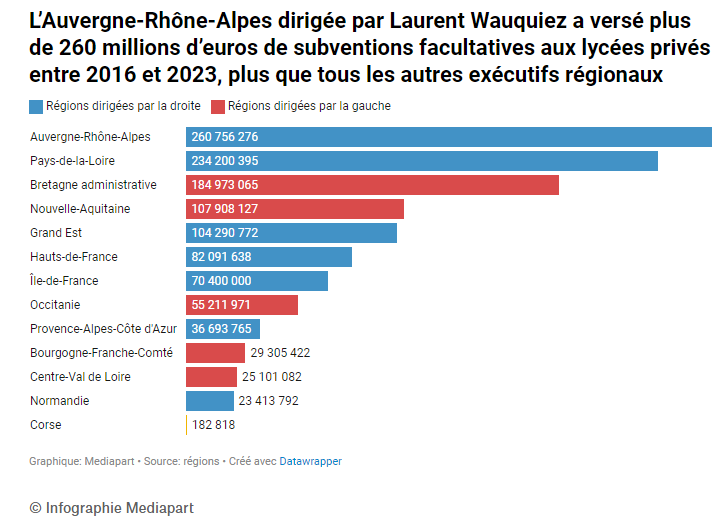 L’Auvergne-Rhône-Alpes dirigée par Laurent Wauquiez a versé plus
de 260 millions d’euros de subventions facultatives aux lycées privés
entre 2016 et 2023, plus que tous les autres exécutifs régionaux
Régions dirigées par la droite Régions dirigées par la gauche
Auvergne-Rhône-Alpes 260 756 276
Pays-de-la-Loire 234 200 395
Bretagne administrative 184 973 065
Nouvelle-Aquitaine 107 908 127
Grand Est 104 290 772
Hauts-de-France 82 091 638
Île-de-France 70 400 000
Occitanie 55 211 971
Provence-Alpes-Côte d'Azur 36 693 765
Bourgogne-Franche-Comté 29 305 422
Centre-Val de Loire 25 101 082
Normandie 23 413 792
Corse 182 818
Graphique: Mediapart • Source: régions • Créé avec Datawrapper
© Infographie Mediapart